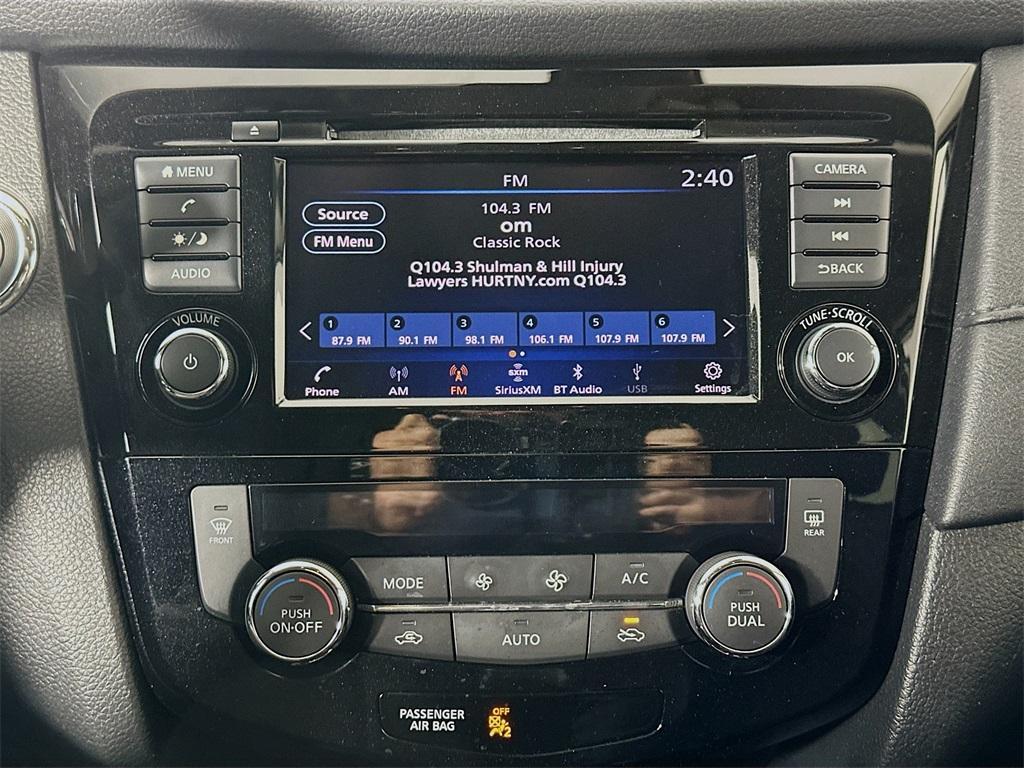 MENU
AUDIO
VOLUME
FM
2:40
Source
FM Menu
104.3 FM
om
Classic Rock
Q104.3 Shulman & Hill Injury
Lawyers HURTNY.com Q104.3
1 2 3 4 5 6
87.9 FM 90.1 FM 98.1 FM 106.1 FM 107.9 FM 107.9 FM
Phone AM FM SiriusXM BT Audio USB Settings
sxm
CAMERA
BACK
TUNE·SCROLL
OK
FRONT
REAR
MODE
A/C
PUSH
ON·OFF
AUTO
PUSH
DUAL
PASSENGER
AIR BAG
OFF
2